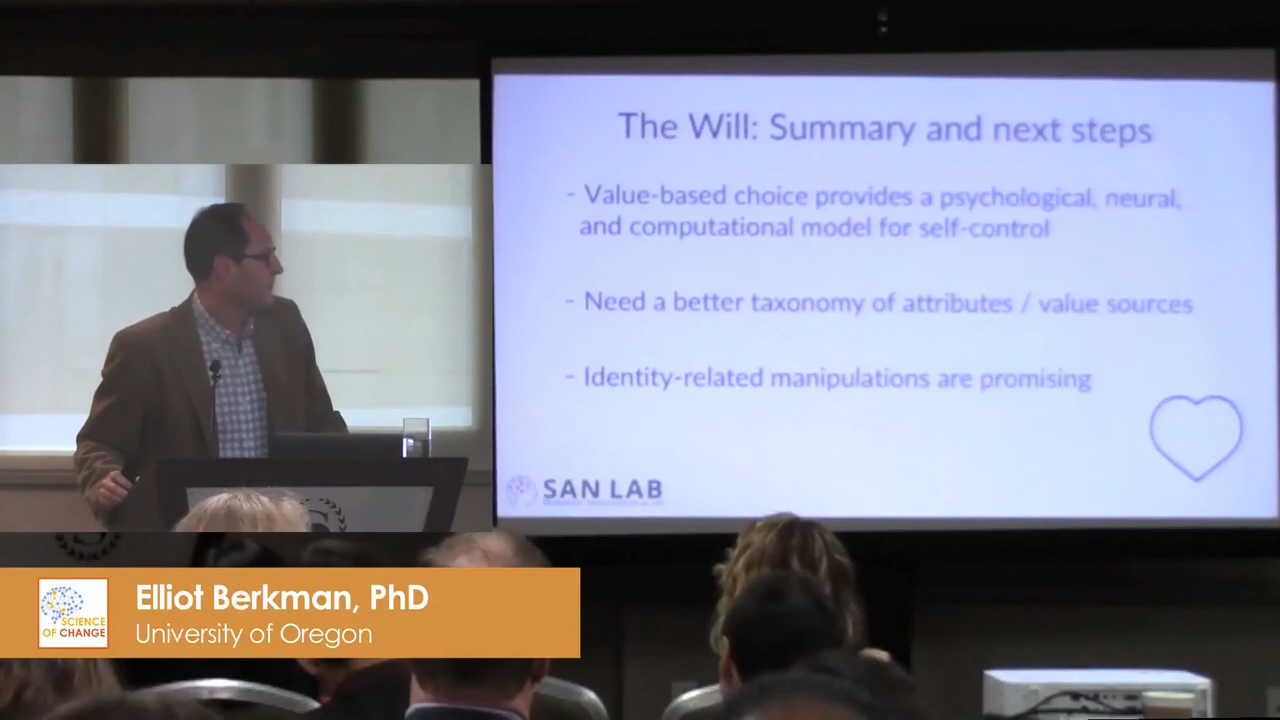 The Will: Summary and next steps
- Value-based choice provides a psychological, neural,
and computational model for self-control
- Need a better taxonomy of attributes / value sources
- Identity-related manipulations are promising
SAN LAB
SCIENCE
OF CHANGE
Elliot Berkman, PhD
University of Oregon